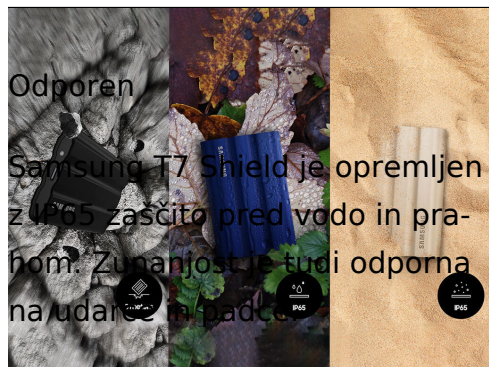 Odporen
Samsung T7 Shield je opremljen
z IP65 zaščito pred vodo in pra-
hom. Zunanjost je tudi odporna
na udarce in padce
SAMSUNG
IP65
IP65